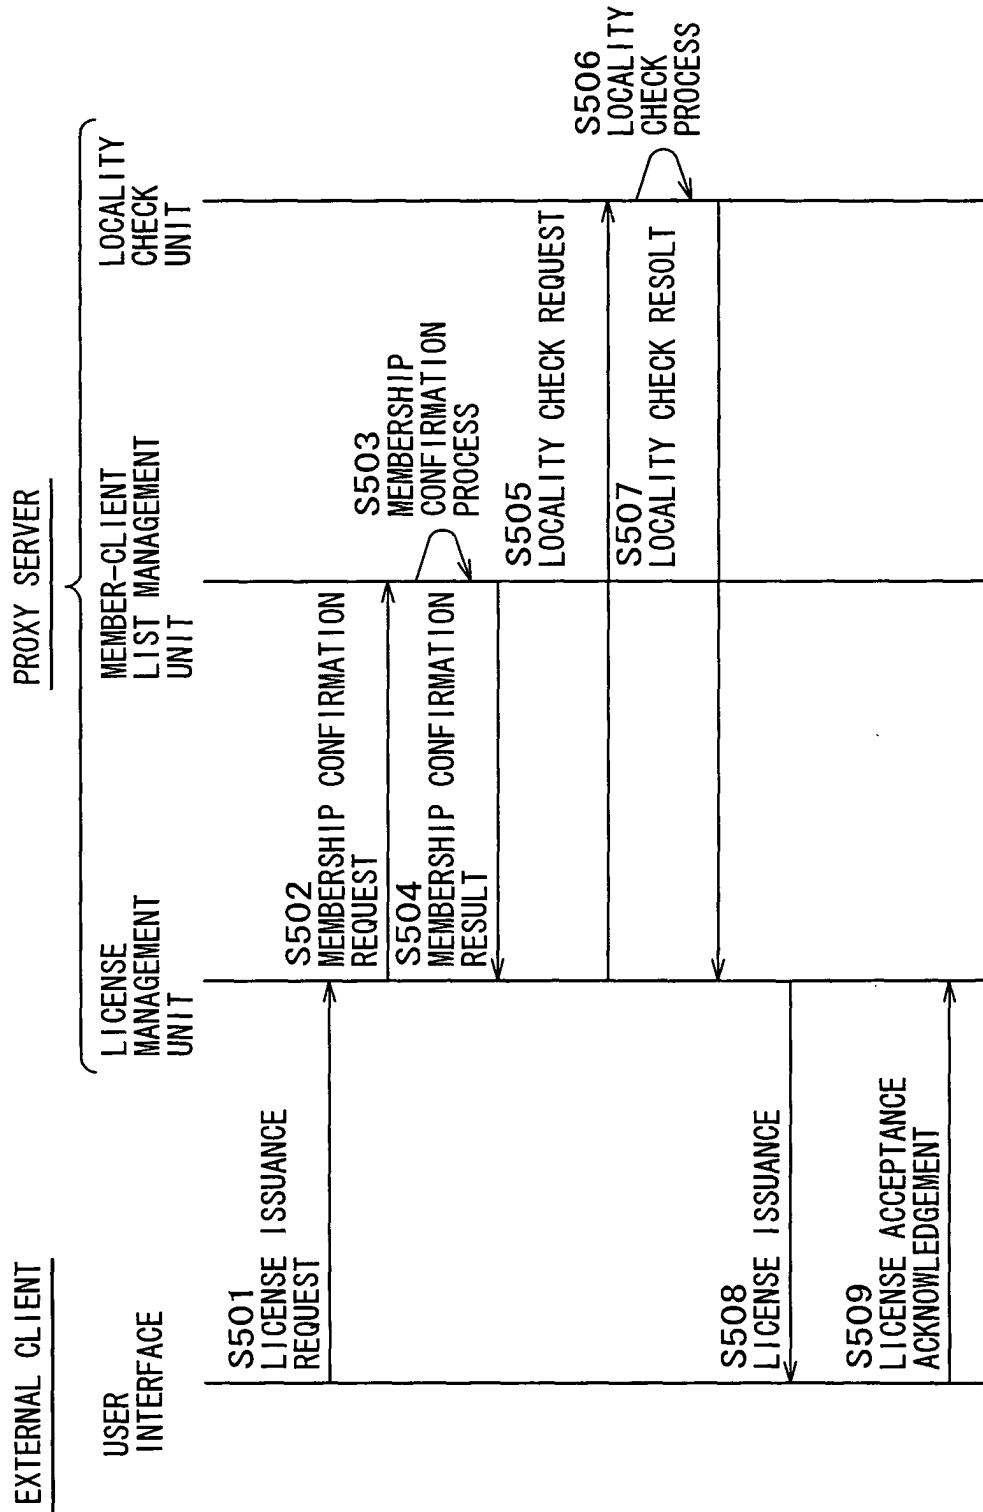 EXTERNAL CLIENT
PROXY SERVER
USER
INTERFACE
LICENSE
MANAGEMENT
UNIT
MEMBER-CLIENT
LIST MANAGEMENT
UNIT
LOCALITY
CHECK
UNIT
S501
LICENSE ISSUANCE
REQUEST
S502
MEMBERSHIP CONFIRMATION
REQUEST
S503
MEMBERSHIP
CONFIRMATION
PROCESS
S504
MEMBERSHIP CONFIRMATION
RESULT
S505
LOCALITY CHECK REQUEST
S506
LOCALITY
CHECK
PROCESS
S507
LOCALITY CHECK RESOLT
S508
LICENSE ISSUANCE
S509
LICENSE ACCEPTANCE
ACKNOWLEDGEMENT